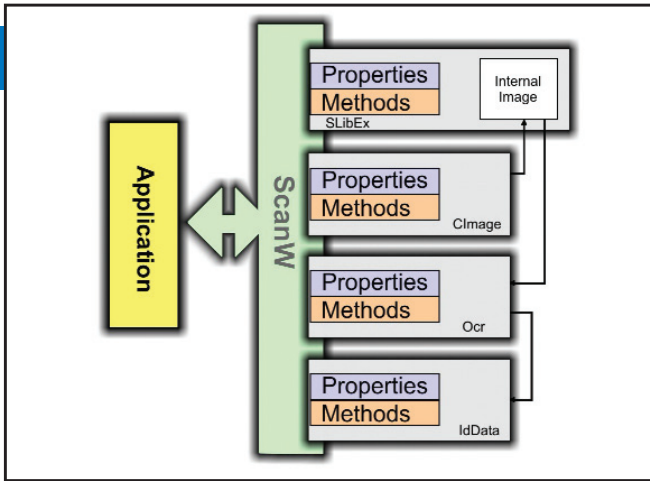 Application
ScanW
Properties
Methods
SLibEx
Internal
Image
Properties
Methods
CImage
Properties
Methods
Ocr
Properties
Methods
IdData